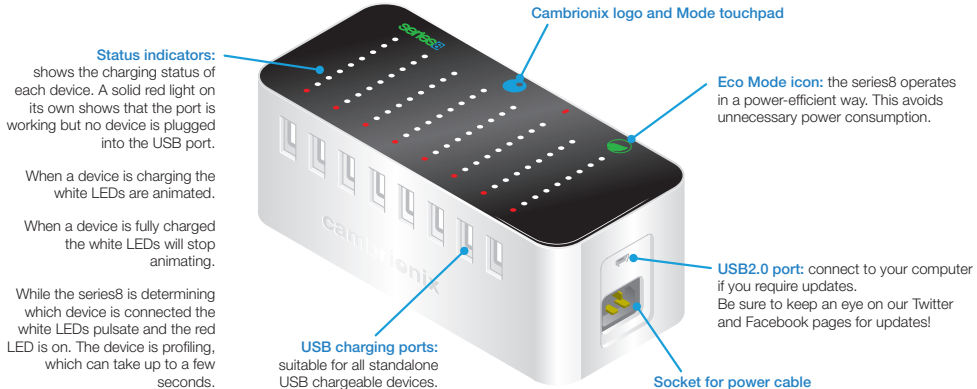 Cambrionix logo and Mode touchpad
series8
Status indicators:
shows the charging status of
each device. A solid red light on
its own shows that the port is
working but no device is plugged
into the USB port.
When a device is charging the
white LEDs are animated.
When a device is fully charged
the white LEDs will stop
animating.
While the series8 is determining
which device is connected the
white LEDs pulsate and the red
LED is on. The device is profiling,
which can take up to a few
seconds.
Eco Mode icon: the series8 operates
in a power-efficient way. This avoids
unnecessary power consumption.
cambrionix
USB2.0 port: connect to your computer
if you require updates.
Be sure to keep an eye on our Twitter
and Facebook pages for updates!
USB charging ports:
suitable for all standalone
USB chargeable devices.
Socket for power cable